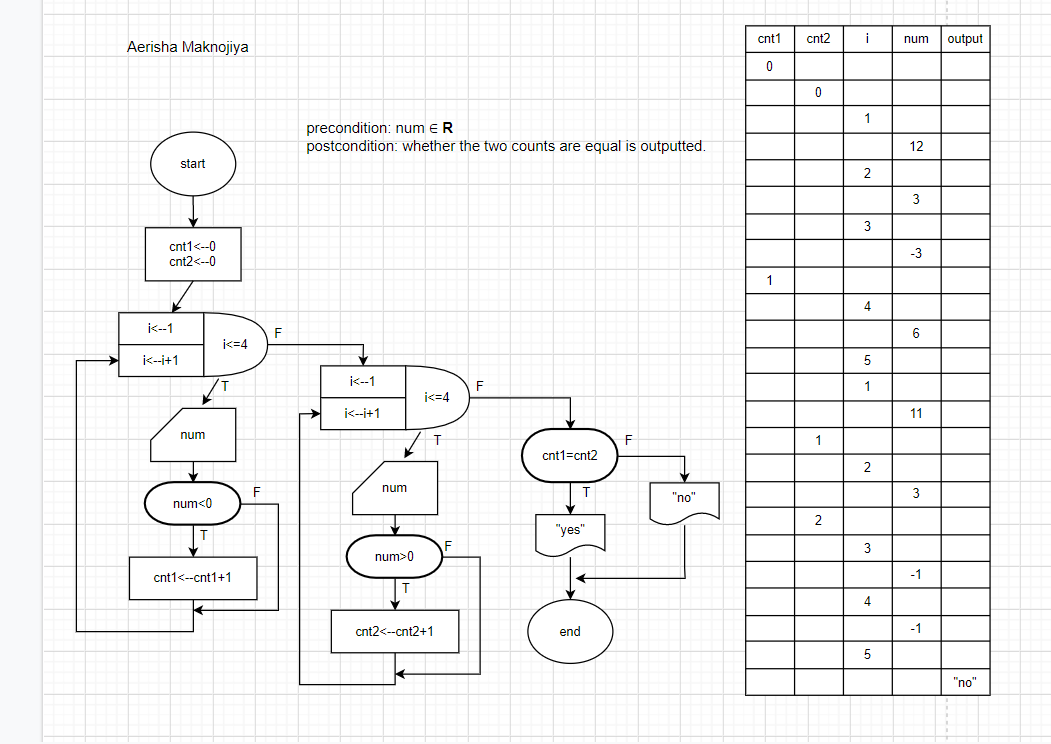 Aerisha Maknojiya
precondition: num ∈ R
postcondition: whether the two counts are equal is outputted.
start
cnt1<--0
cnt2<--0
i<--1
i<--i+1
i<=4
F
T
num
num<0
F
T
cnt1<--cnt1+1
i<--1
i<--i+1
i<=4
F
T
num
num>0
F
T
cnt2<--cnt2+1
cnt1=cnt2
F
T
"no"
"yes"
end
cnt1 cnt2 i num output
0
0
1
12
2
3
3
-3
1
4
6
5
1
11
1
2
3
2
3
-1
4
-1
5
"no"